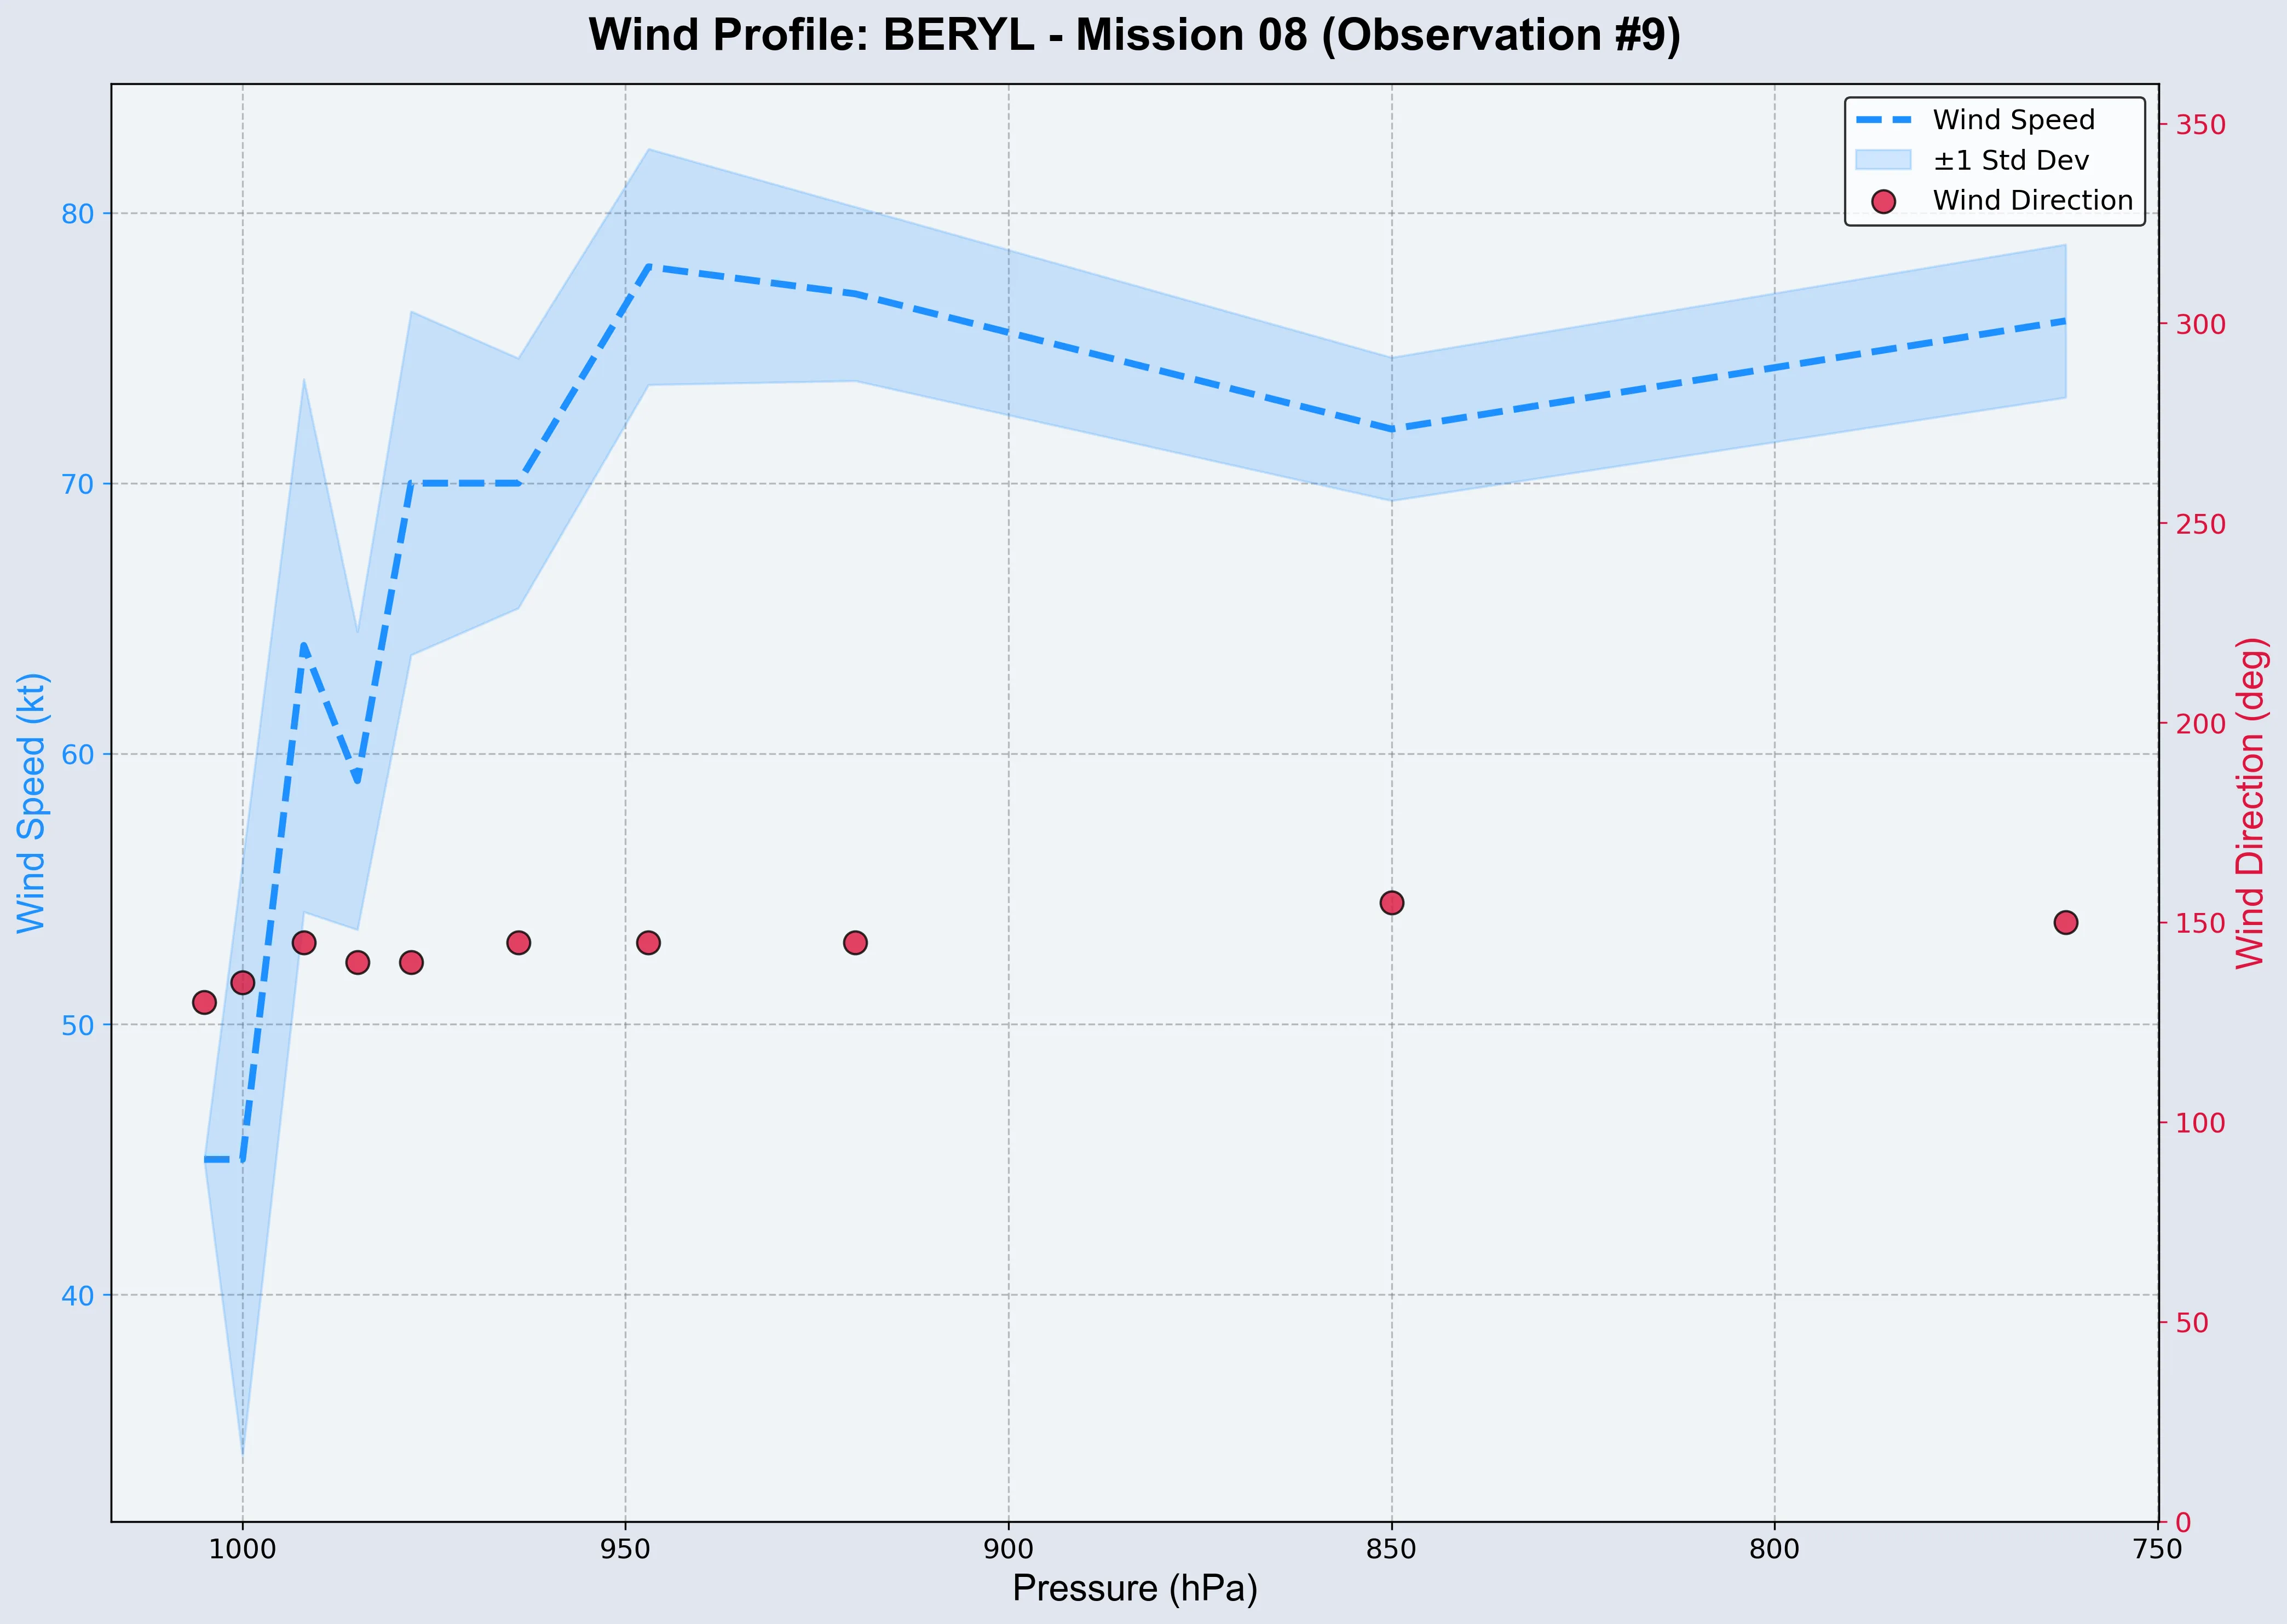 Wind Profile: BERYL - Mission 08 (Observation #9)
Wind Speed
±1 Std Dev
Wind Direction
80
70
60
50
40
Wind Speed (kt)
350
300
250
200
150
100
50
0
Wind Direction (deg)
1000
950
900
850
800
750
Pressure (hPa)